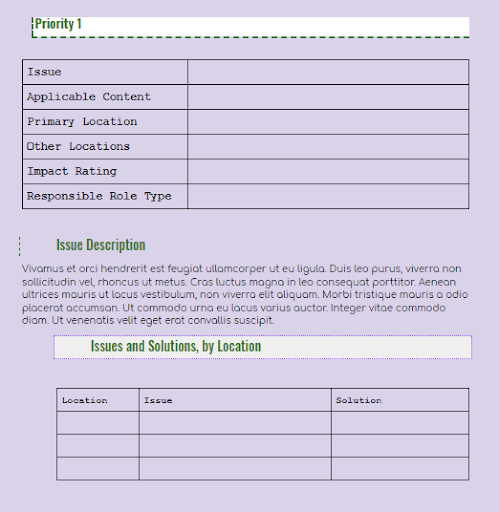 Priority 1
Issue
Applicable Content
Primary Location
Other Locations
Impact Rating
Responsible Role Type
Issue Description
Vivamus et orci hendrerit est feugiat ullamcorper ut eu ligula. Duis leo purus, viverra non
sollicitudin vel, rhoncus ut metus. Cras luctus magna in leo consequat porttitor. Aenean
ultrices mauris ut lacus vestibulum, non viverra elit aliquam. Morbi tristique mauris a odio
placerat accumsan. Ut commodo urna eu lacus varius auctor. Integer vitae commodo
diam. Ut venenatis velit eget erat convallis suscipit.
Issues and Solutions, by Location
Location Issue Solution